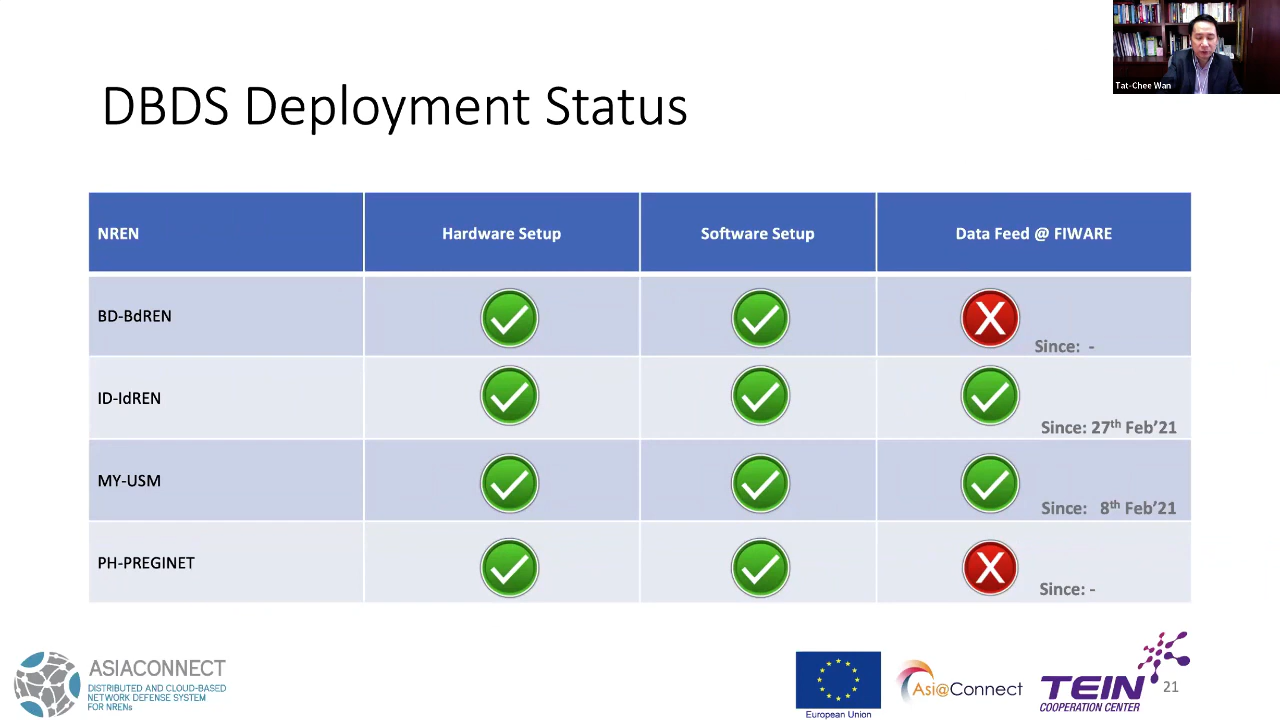 Tat-Chee Wan
DBDS Deployment Status
NREN Hardware Setup Software Setup Data Feed @ FIWARE
BD-BdREN X
Since: -
ID-IdREN
Since: 27th Feb'21
MY-USM
Since: 8th Feb'21
PH-PREGINET X
Since: -
ASIACONNECT
DISTRIBUTED AND CLOUD-BASED
NETWORK DEFENSE SYSTEM
FOR NRENs
European Union
Asi@Connect
TEIN
COOPERATION CENTER
21